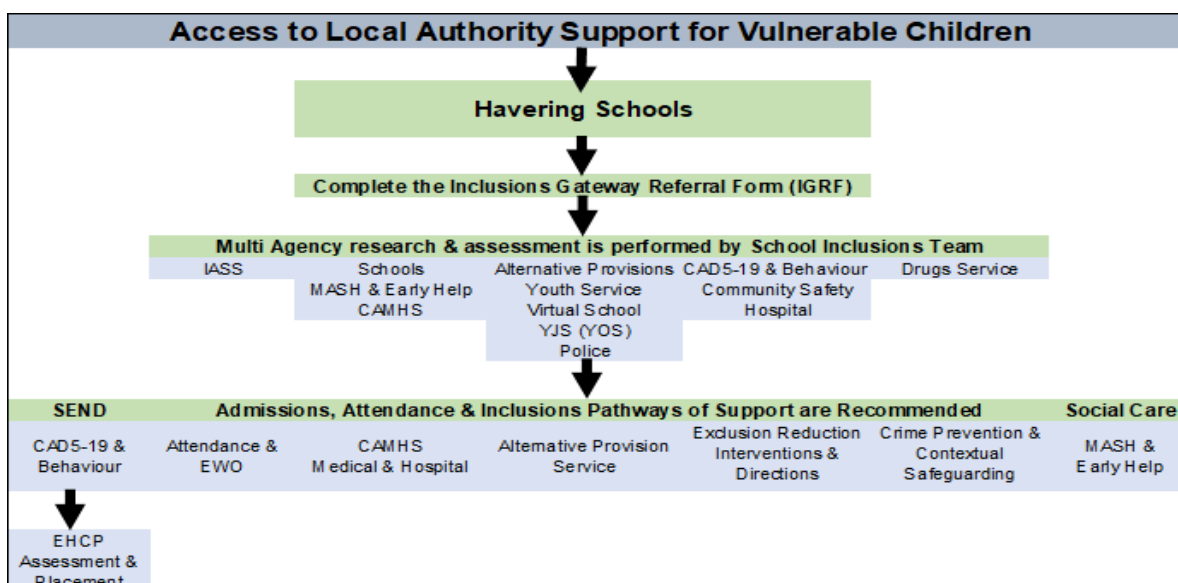 Access to Local Authority Support for Vulnerable Children
Havering Schools
Complete the Inclusions Gateway Referral Form (IGRF)
Multi Agency research & assessment is performed by School Inclusions Team
IASS
Schools
MASH & Early Help
CAMHS
Alternative Provisions
Youth Service
Virtual School
YJS (YOS)
Police
CAD5-19 & Behaviour
Community Safety
Hospital
Drugs Service
SEND
Admissions, Attendance & Inclusions Pathways of Support are Recommended
Social Care
CAD5-19 &
Behaviour
Attendance &
EWO
CAMHS
Medical & Hospital
Alternative Provision
Service
Exclusion Reduction
Interventions &
Directions
Crime Prevention &
Contextual
Safeguarding
MASH &
Early Help
EHCP
Assessment &
Placement